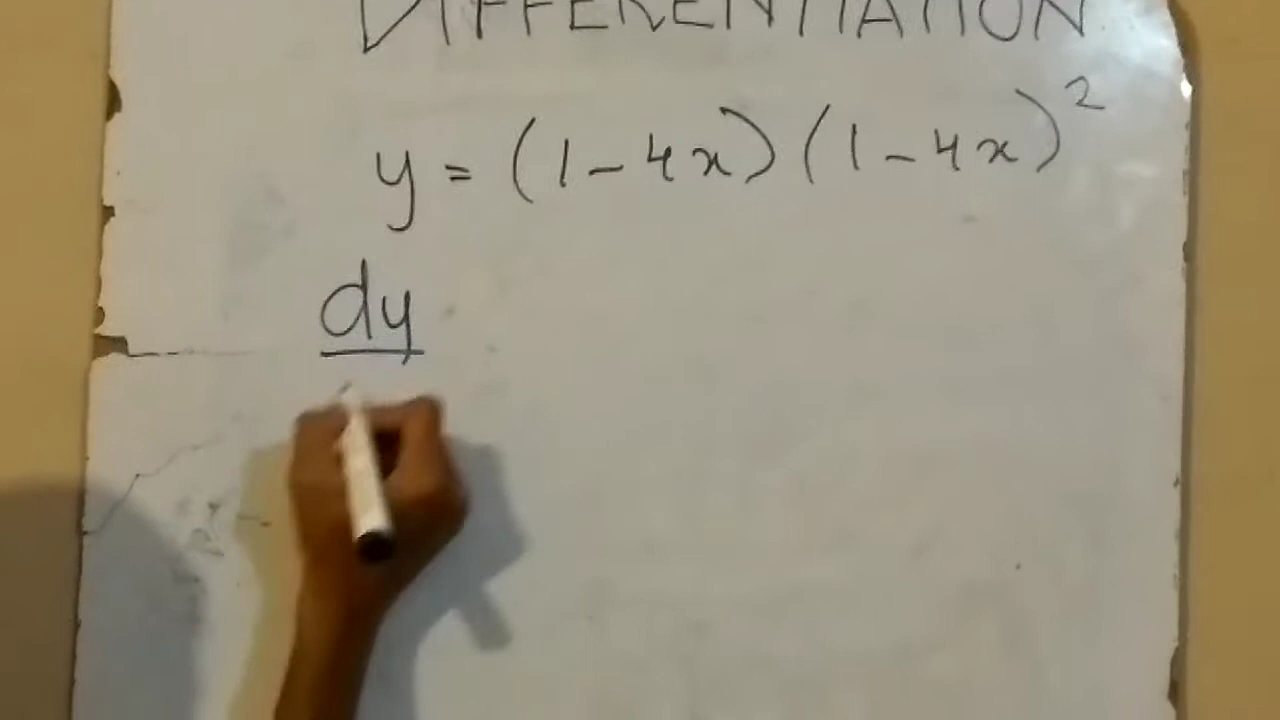 DIFFERENTIATION
y = (1 - 4x) (1 - 4x)²
dy